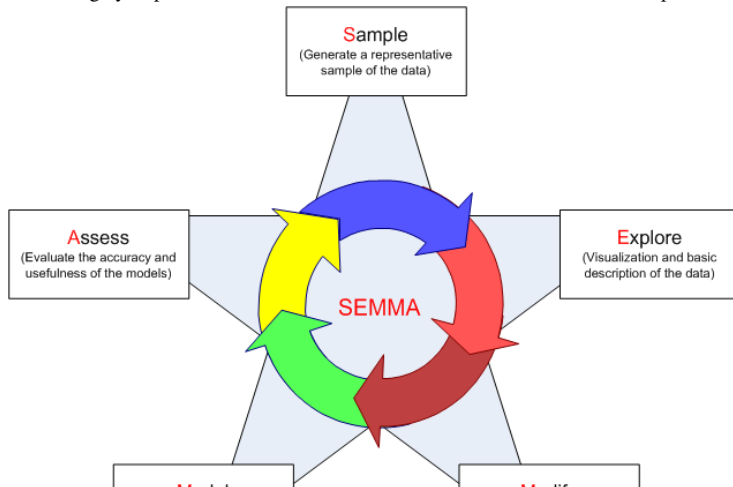 Sample
(Generate a representative
sample of the data)
Assess
(Evaluate the accuracy and
usefulness of the models)
Explore
(Visualization and basic
description of the data)
SEMMA